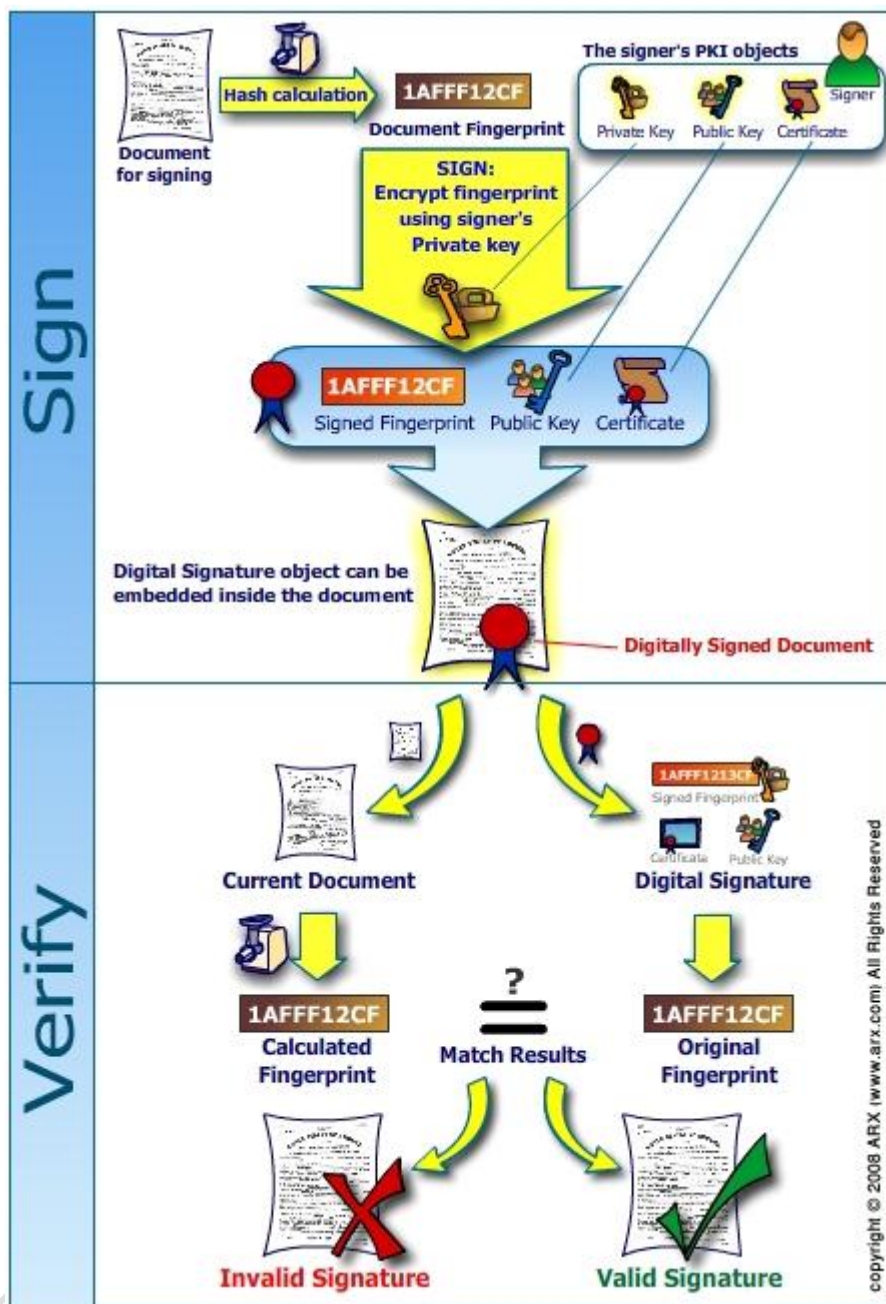 Sign
Document
for signing
Hash calculation
1AFFF12CF
Document Fingerprint
The signer's PKI objects
Signer
Private Key
Public Key
Certificate
SIGN:
Encrypt fingerprint
using signer's
Private key
1AFFF12CF
Signed Fingerprint
Public Key
Certificate
Digital Signature object can be
embedded inside the document
Digitally Signed Document
Verify
Current Document
1AFFF1213CF
Signed Fingerprint
Certificate
Public Key
Digital Signature
1AFFF12CF
Calculated
Fingerprint
?
Match Results
1AFFF12CF
Original
Fingerprint
Invalid Signature
Valid Signature
copyright © 2008 ARX (www.arx.com) All Rights Reserved